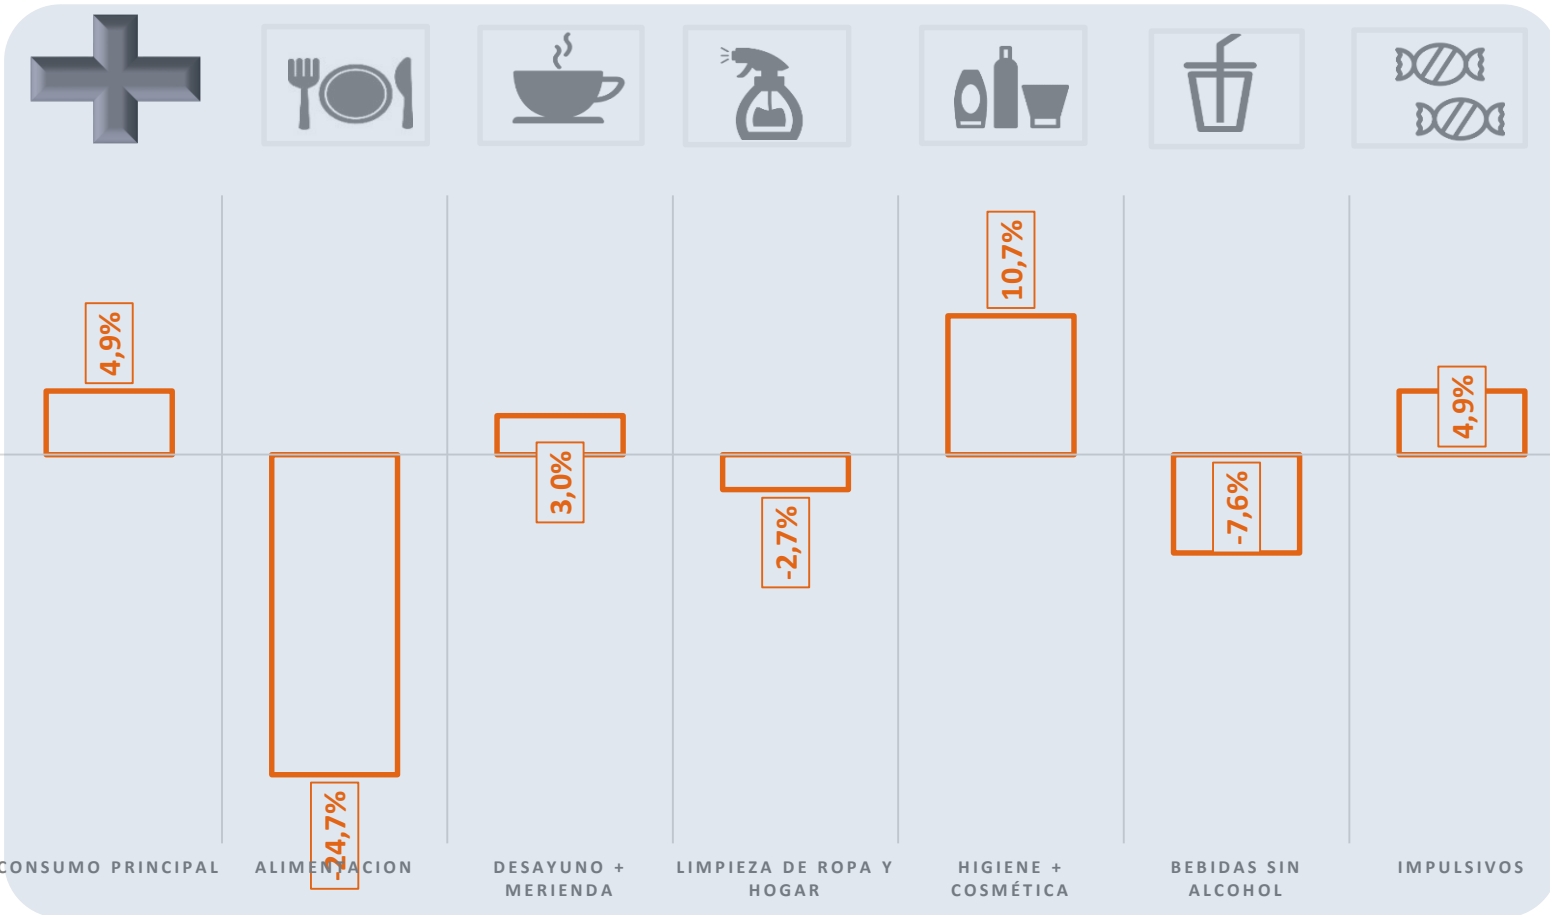 4,9%
-24,7%
3,0%
-2,7%
10,7%
-7,6%
4,9%
CONSUMO PRINCIPAL
ALIMENTACION
DESAYUNO +
MERIENDA
LIMPIEZA DE ROPA Y
HOGAR
HIGIENE +
COSMÉTICA
BEBIDAS SIN
ALCOHOL
IMPULSIVOS